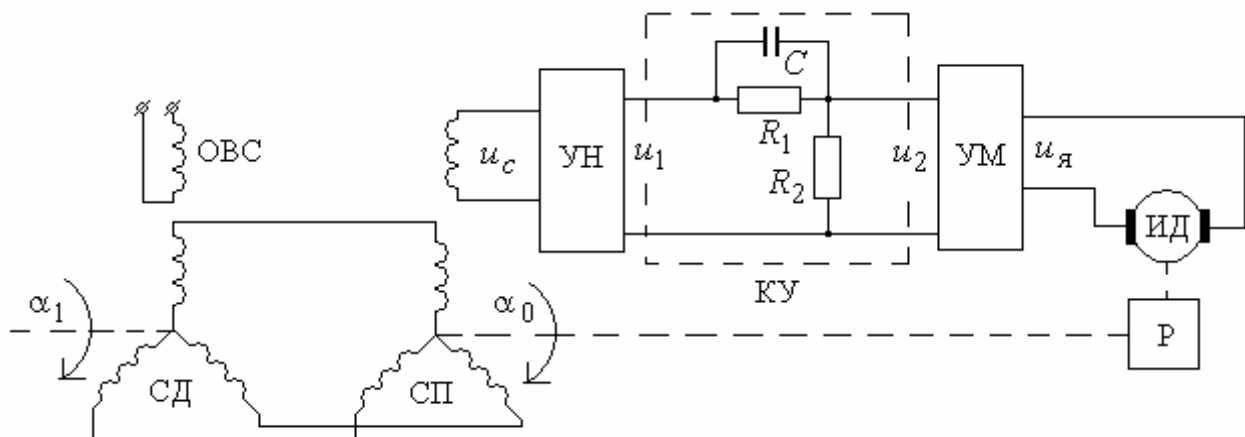 C
ОВС
u_c
УН
u_1
R_1
R_2
u_2
УМ
u_я
ИД
КУ
α_1
α_0
СД
СП
Р